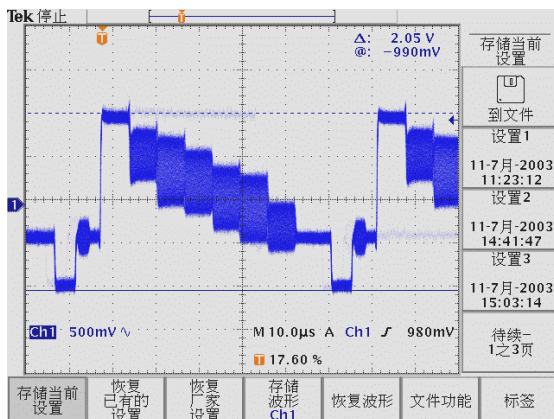 Tek 停止
T
T
Δ: 2.05 V
@: -990mV
1
Ch1 500mV∿
M 10.0μs A Ch1 ∫ 980mV
T 17.60 %
存储当前
设置
到文件
设置1
11-7月-2003
11:23:12
设置2
11-7月-2003
14:41:47
设置3
11-7月-2003
15:03:14
待续-
1之3页
存储当前
设置
恢复
已有的
设置
恢复
厂家
设置
存储
波形
Ch1
恢复波形
文件功能
标签